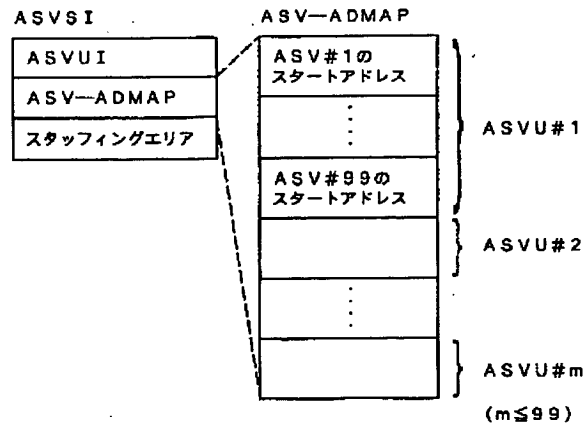 ASVSI
ASVUI
ASV—ADMAP
スタッフィングエリア
ASV—ADMAP
ASV#1の
スタートアドレス
ASV#99の
スタートアドレス
ASVU#1
ASVU#2
ASVU#m
(m≦99)